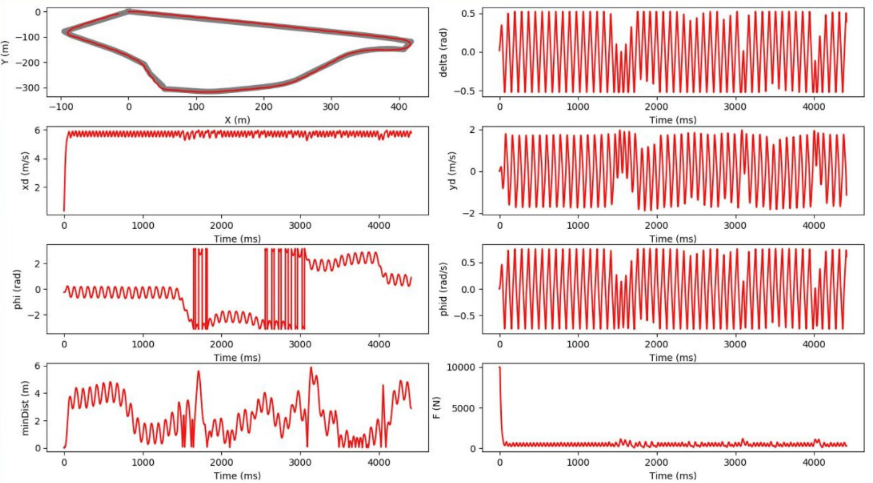 0
−100
−200
−300
Y (m)
−100 0 100 200 300 400
X (m)
0.5
0.0
−0.5
delta (rad)
0 1000 2000 3000 4000
Time (ms)
6
4
2
xd (m/s)
0 1000 2000 3000 4000
Time (ms)
2
0
−2
yd (m/s)
0 1000 2000 3000 4000
Time (ms)
2
0
−2
phi (rad)
0 1000 2000 3000 4000
Time (ms)
0.5
0.0
−0.5
phid (rad/s)
0 1000 2000 3000 4000
Time (ms)
6
4
2
0
minDist (m)
0 1000 2000 3000 4000
Time (ms)
10000
5000
0
F (N)
0 1000 2000 3000 4000
Time (ms)